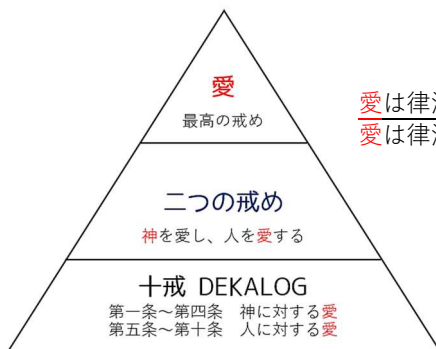 愛
最高の戒め
愛は律
愛は律
二つの戒め
神を愛し、人を愛する
十戒 DEKALOG
第一条～第四条　神に対する愛
第五条～第十条　人に対する愛